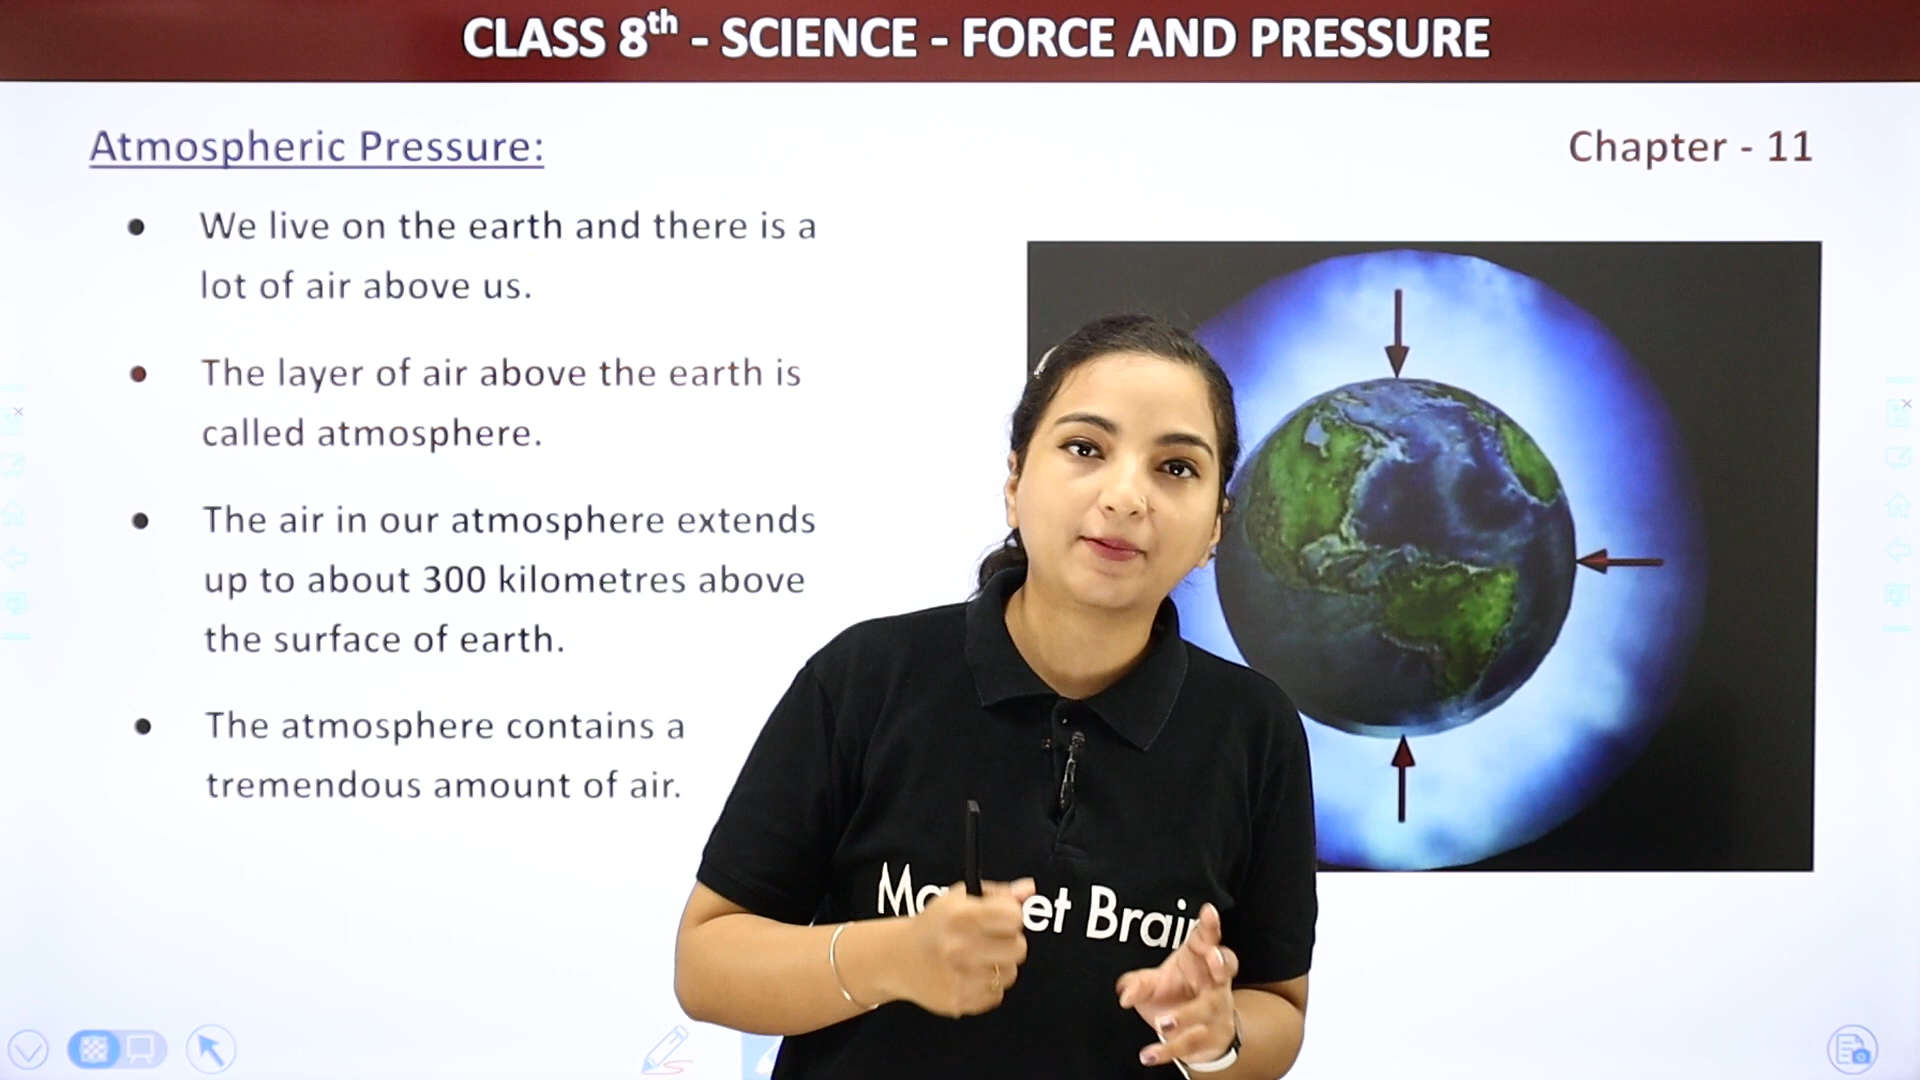 CLASS 8th - SCIENCE - FORCE AND PRESSURE
Atmospheric Pressure:
Chapter - 11
• We live on the earth and there is a
lot of air above us.
• The layer of air above the earth is
called atmosphere.
• The air in our atmosphere extends
up to about 300 kilometres above
the surface of earth.
• The atmosphere contains a
tremendous amount of air.